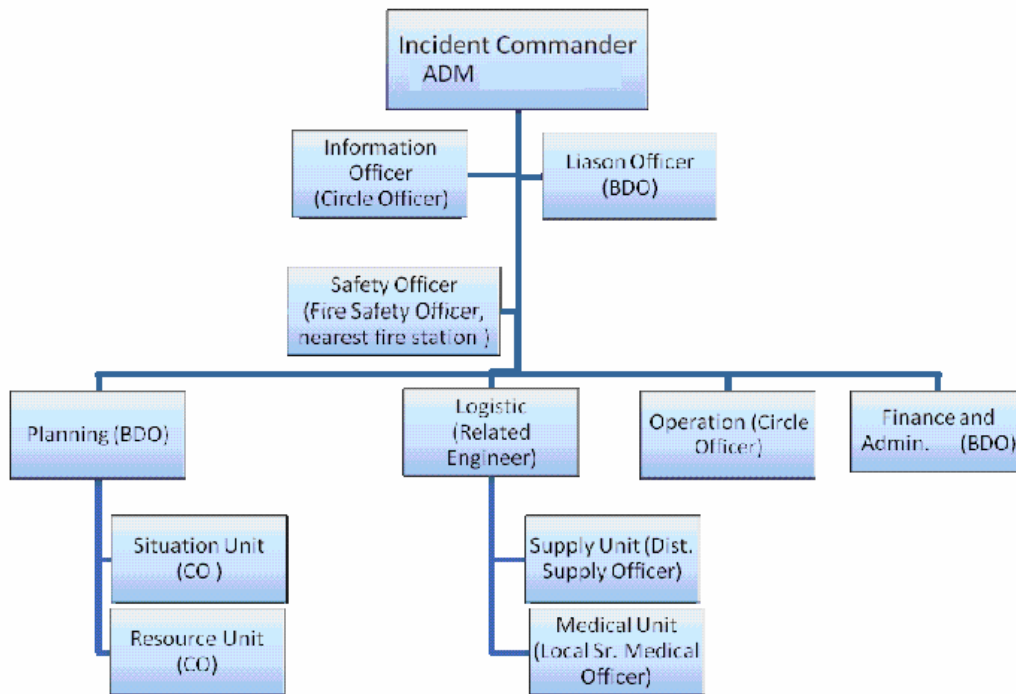 Incident Commander
ADM
Information
Officer
(Circle Officer)
Liason Officer
(BDO)
Safety Officer
(Fire Safety Officer,
nearest fire station )
Planning (BDO)
Logistic
(Related
Engineer)
Operation (Circle
Officer)
Finance and
Admin. (BDO)
Situation Unit
(CO )
Resource Unit
(CO)
Supply Unit (Dist.
Supply Officer)
Medical Unit
(Local Sr. Medical
Officer)